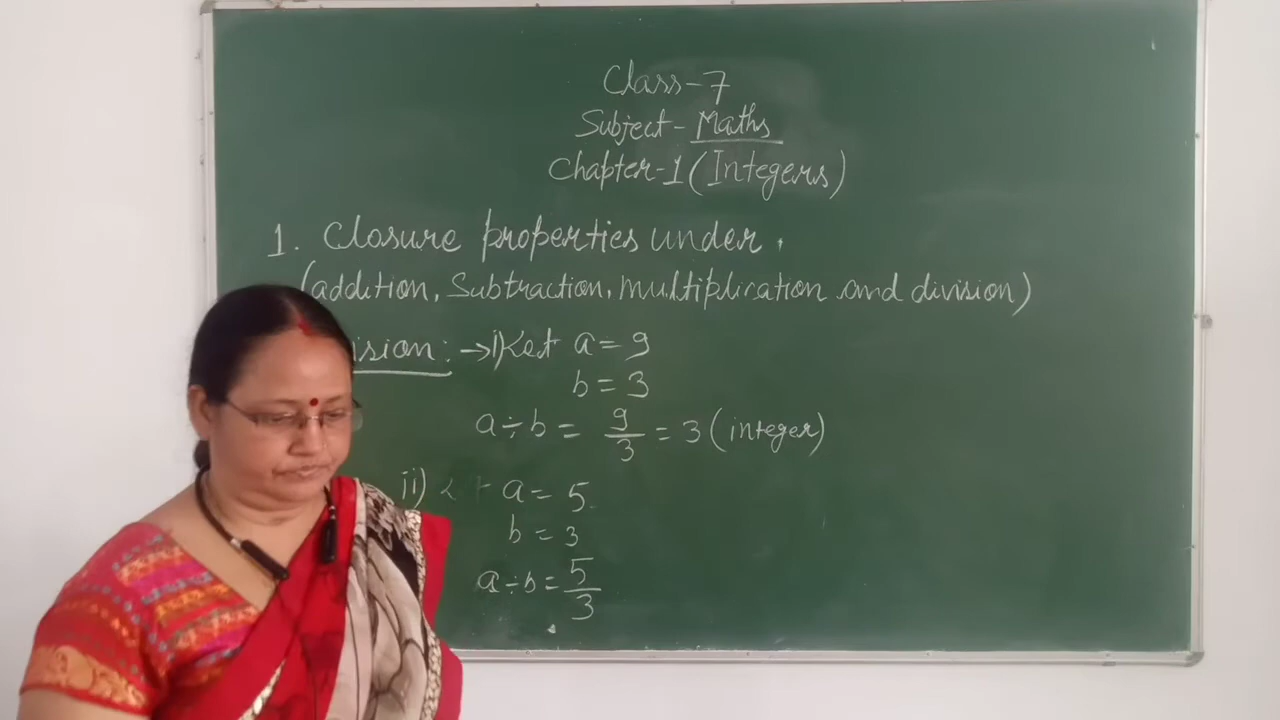 Class-7
Subject - Maths
Chapter-1 (Integers)
1. Closure properties under.
(addition, Subtraction, multiplication and division)
ision: → i) Let a = 9
b = 3
a ÷ b = 9/3 = 3 (integer)
ii) a = 5
b = 3
a ÷ b = 5/3